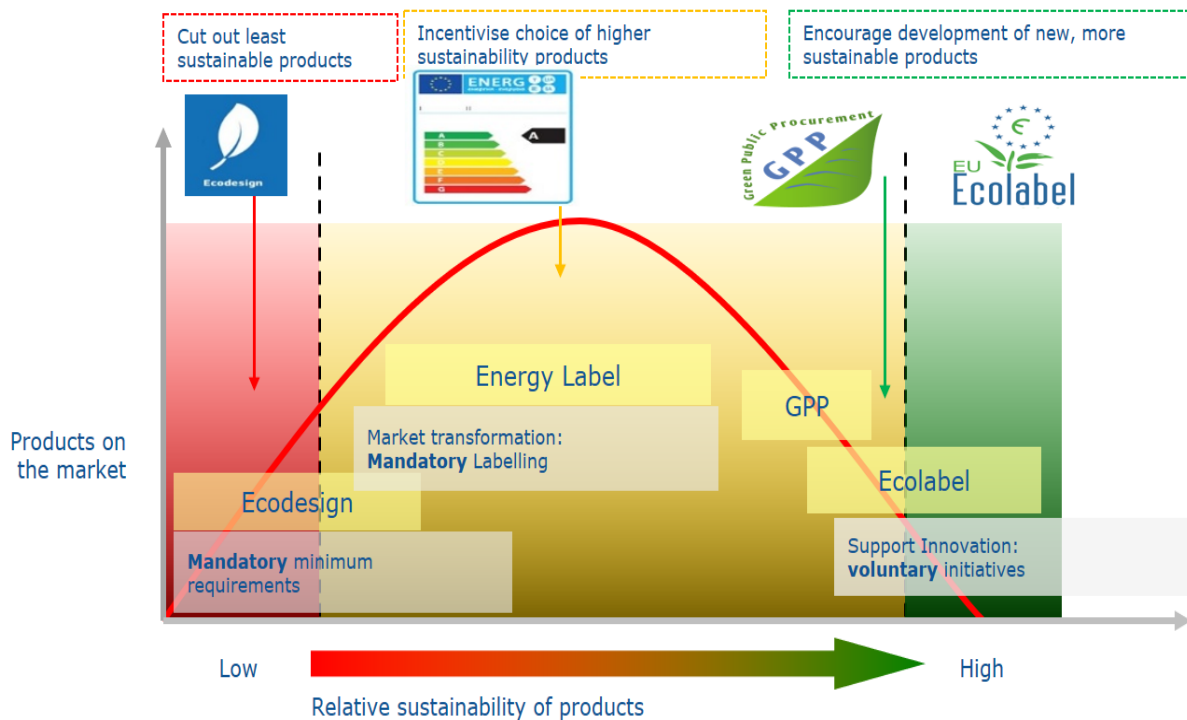 Cut out least
sustainable products
Incentivise choice of higher
sustainability products
Encourage development of new, more
sustainable products
Ecodesign
ENERG
A
B
C
D
E
F
G
A
Green Public Procurement
GPP
EU
Ecolabel
Energy Label
GPP
Market transformation:
Mandatory Labelling
Products on
the market
Ecolabel
Ecodesign
Support Innovation:
voluntary initiatives
Mandatory minimum
requirements
Low
High
Relative sustainability of products